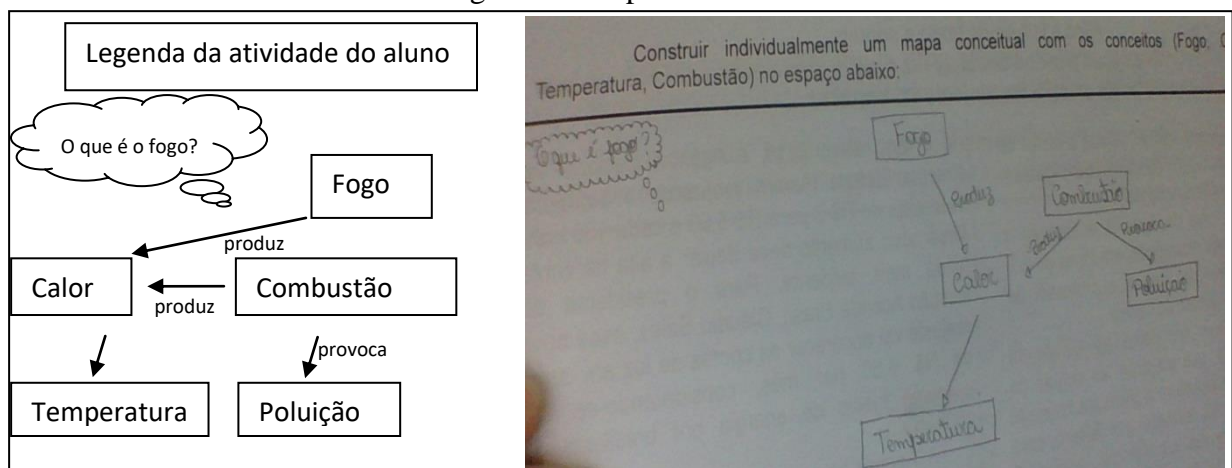 Legenda da atividade do aluno
O que é o fogo?
Fogo
produz
Calor
produz
Combustão
provoca
Temperatura
Poluição
Construir individualmente um mapa conceitual com os conceitos (Fogo,
Temperatura, Combustão) no espaço abaixo:
O que é fogo?
Fogo
Produz
Combustão
Produz
Provoca
Calor
Poluição
Temperatura